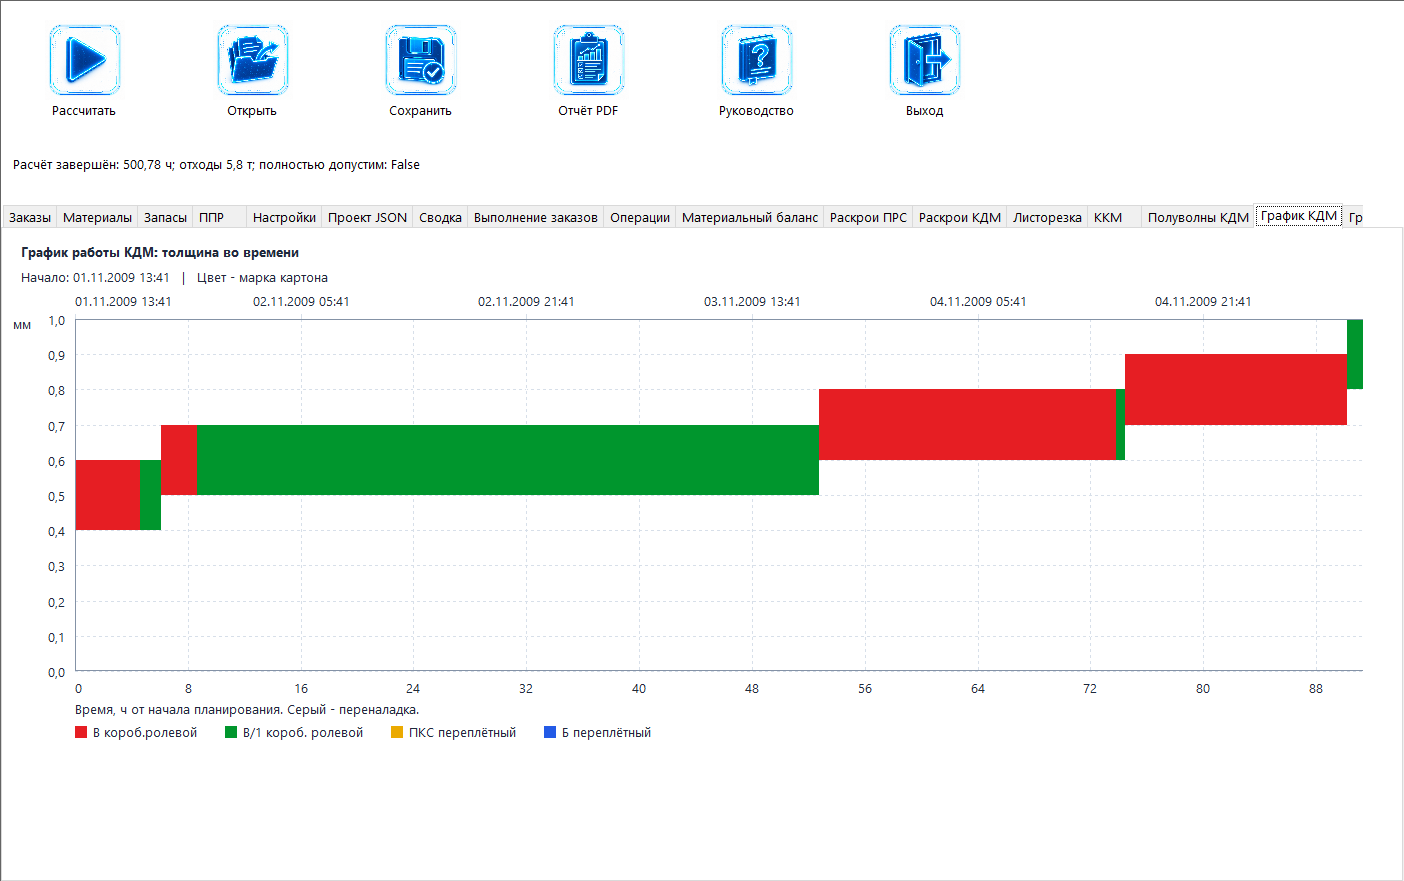 Рассчитать Открыть Сохранить Отчёт PDF Руководство Выход
Расчёт завершён: 500,78 ч; отходы 5,8 т; полностью допустим: False
Заказы Материалы Запасы ППР Настройки Проект JSON Сводка Выполнение заказов Операции Материальный баланс Раскрои ПРС Раскрои КДМ Листорезка ККМ Полуволны КДМ График КДМ Гр
График работы КДМ: толщина во времени
Начало: 01.11.2009 13:41 | Цвет - марка картона
01.11.2009 13:41 02.11.2009 05:41 02.11.2009 21:41 03.11.2009 13:41 04.11.2009 05:41 04.11.2009 21:41
мм 1,0
0,9
0,8
0,7
0,6
0,5
0,4
0,3
0,2
0,1
0,0
0 8 16 24 32 40 48 56 64 72 80 88
Время, ч от начала планирования. Серый - переналадка.
В короб.ролевой В/1 короб. ролевой ПКС переплётный Б переплётный